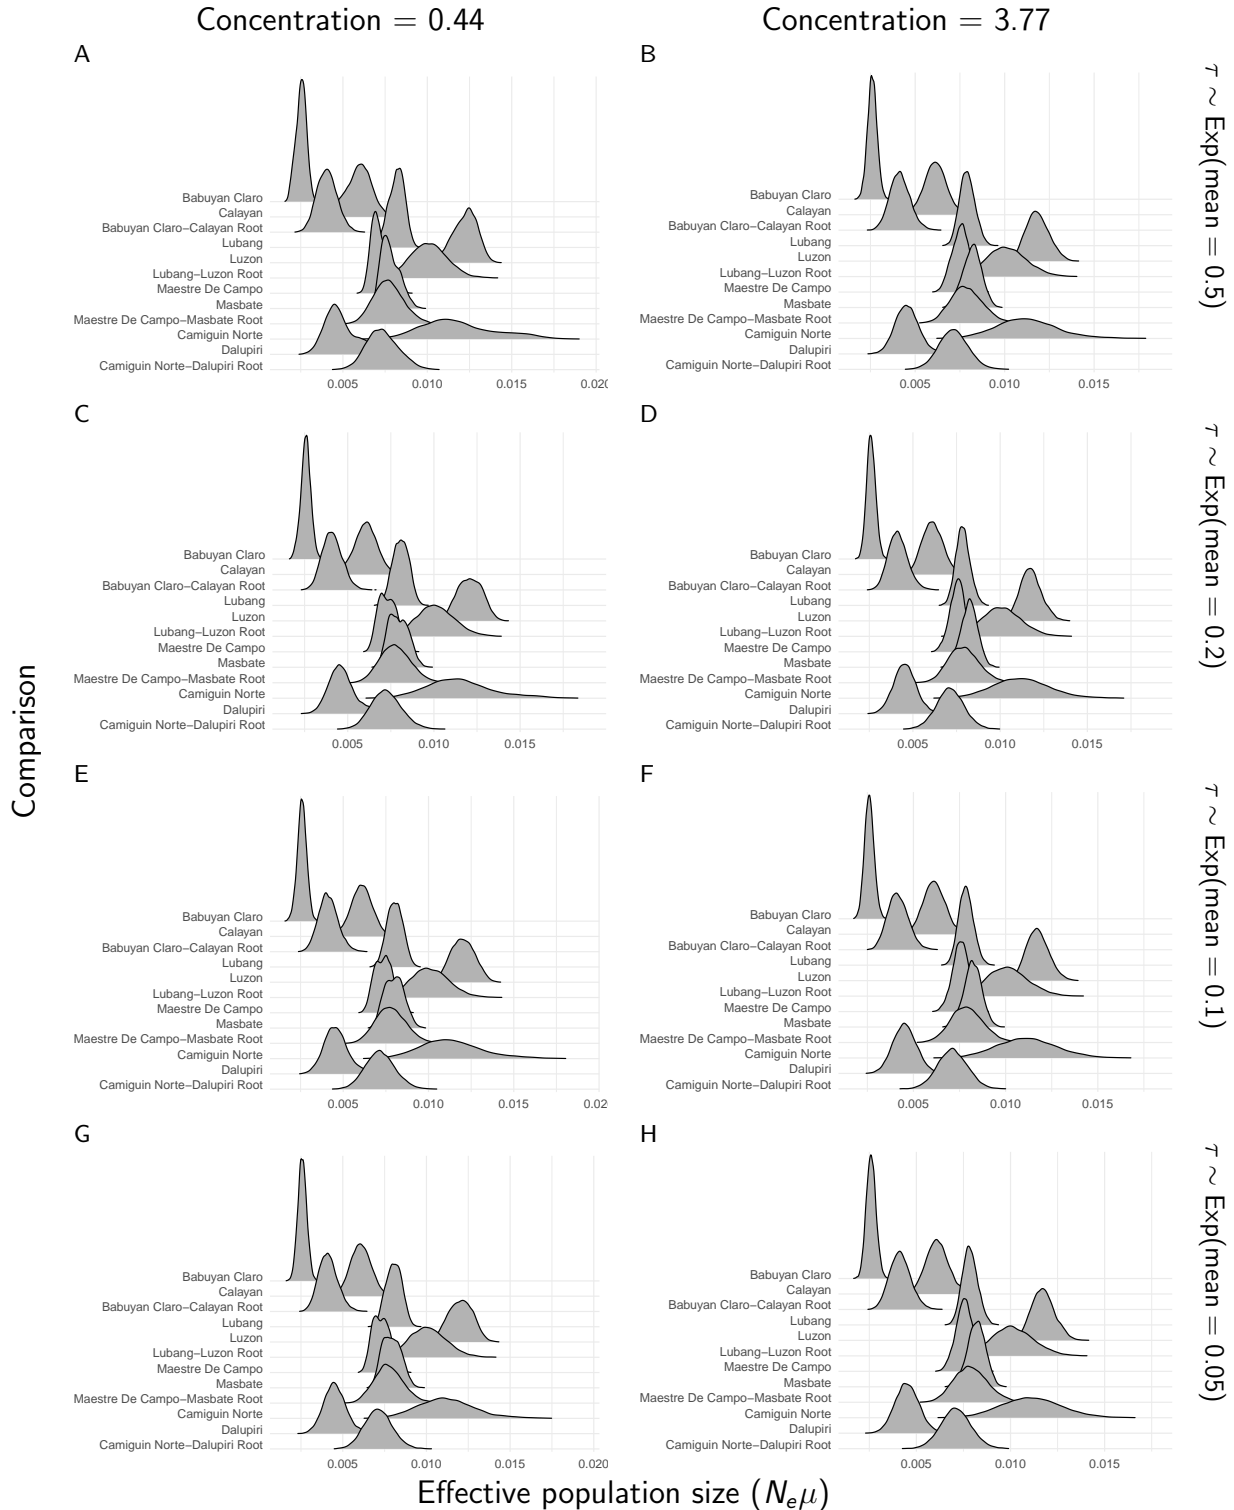 Concentration = 0.44
Concentration = 3.77
A
Babuyan Claro
Calayan
Babuyan Claro−Calayan Root
Lubang
Luzon
Lubang−Luzon Root
Maestre De Campo
Masbate
Maestre De Campo−Masbate Root
Camiguin Norte
Dalupiri
Camiguin Norte−Dalupiri Root
0.005 0.010 0.015 0.020
B
Babuyan Claro
Calayan
Babuyan Claro−Calayan Root
Lubang
Luzon
Lubang−Luzon Root
Maestre De Campo
Masbate
Maestre De Campo−Masbate Root
Camiguin Norte
Dalupiri
Camiguin Norte−Dalupiri Root
0.005 0.010 0.015
τ ∼ Exp(mean = 0.5)
C
Babuyan Claro
Calayan
Babuyan Claro−Calayan Root
Lubang
Luzon
Lubang−Luzon Root
Maestre De Campo
Masbate
Maestre De Campo−Masbate Root
Camiguin Norte
Dalupiri
Camiguin Norte−Dalupiri Root
0.005 0.010 0.015
D
Babuyan Claro
Calayan
Babuyan Claro−Calayan Root
Lubang
Luzon
Lubang−Luzon Root
Maestre De Campo
Masbate
Maestre De Campo−Masbate Root
Camiguin Norte
Dalupiri
Camiguin Norte−Dalupiri Root
0.005 0.010 0.015
τ ∼ Exp(mean = 0.2)
Comparison
E
Babuyan Claro
Calayan
Babuyan Claro−Calayan Root
Lubang
Luzon
Lubang−Luzon Root
Maestre De Campo
Masbate
Maestre De Campo−Masbate Root
Camiguin Norte
Dalupiri
Camiguin Norte−Dalupiri Root
0.005 0.010 0.015 0.020
F
Babuyan Claro
Calayan
Babuyan Claro−Calayan Root
Lubang
Luzon
Lubang−Luzon Root
Maestre De Campo
Masbate
Maestre De Campo−Masbate Root
Camiguin Norte
Dalupiri
Camiguin Norte−Dalupiri Root
0.005 0.010 0.015
τ ∼ Exp(mean = 0.1)
G
Babuyan Claro
Calayan
Babuyan Claro−Calayan Root
Lubang
Luzon
Lubang−Luzon Root
Maestre De Campo
Masbate
Maestre De Campo−Masbate Root
Camiguin Norte
Dalupiri
Camiguin Norte−Dalupiri Root
0.005 0.010 0.015 0.020
H
Babuyan Claro
Calayan
Babuyan Claro−Calayan Root
Lubang
Luzon
Lubang−Luzon Root
Maestre De Campo
Masbate
Maestre De Campo−Masbate Root
Camiguin Norte
Dalupiri
Camiguin Norte−Dalupiri Root
0.005 0.010 0.015
τ ∼ Exp(mean = 0.05)
Effective population size (Nₑμ)